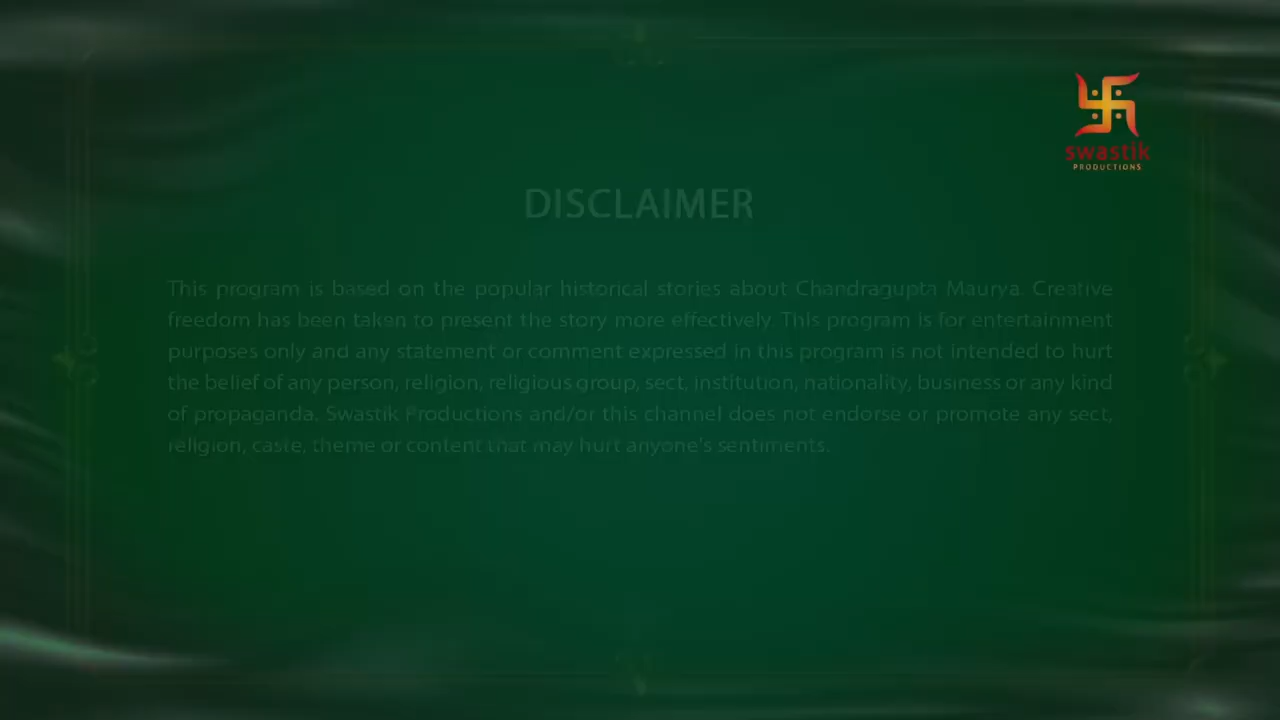 swastik
PRODUCTIONS
DISCLAIMER
This program is based on the popular historical stories about Chandragupta Maurya. Creative
freedom has been taken to present the story more effectively. This program is for entertainment
purposes only and any statement or comment expressed in this program is not intended to hurt
the belief of any person, religion, religious group, sect, institution, nationality, business or any kind
of propaganda. Swastik Productions and/or this channel does not endorse or promote any sect,
religion, caste, theme or content that may hurt anyone's sentiments.